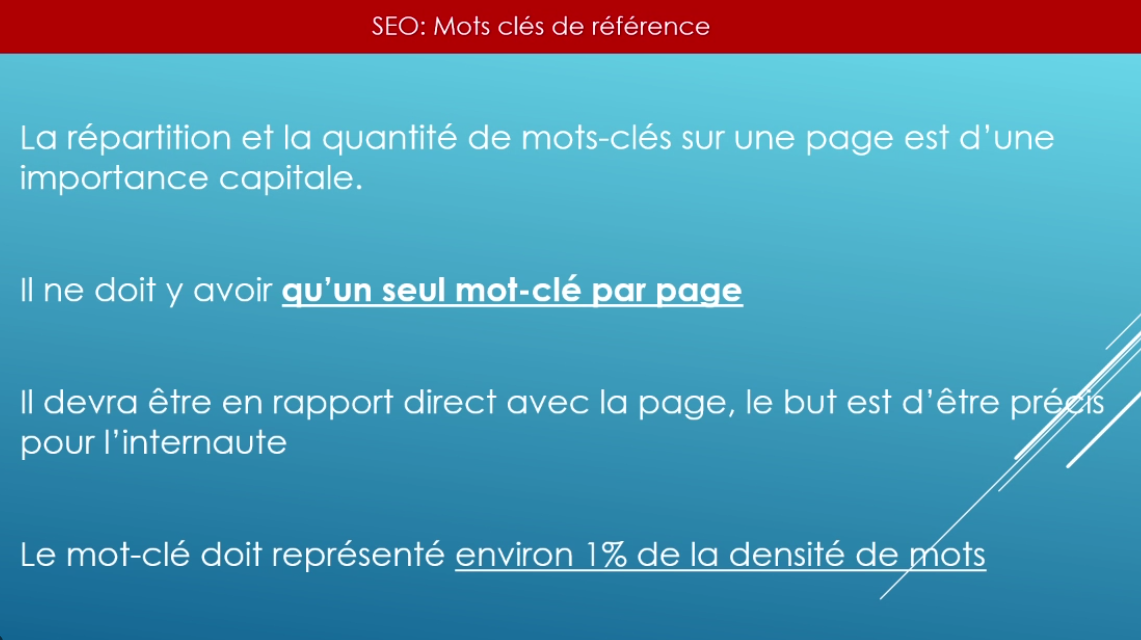 SEO: Mots clés de référence
La répartition et la quantité de mots-clés sur une page est d’une
importance capitale.
Il ne doit y avoir qu’un seul mot-clé par page
Il devra être en rapport direct avec la page, le but est d’être précis
pour l’internaute
Le mot-clé doit représenté environ 1% de la densité de mots